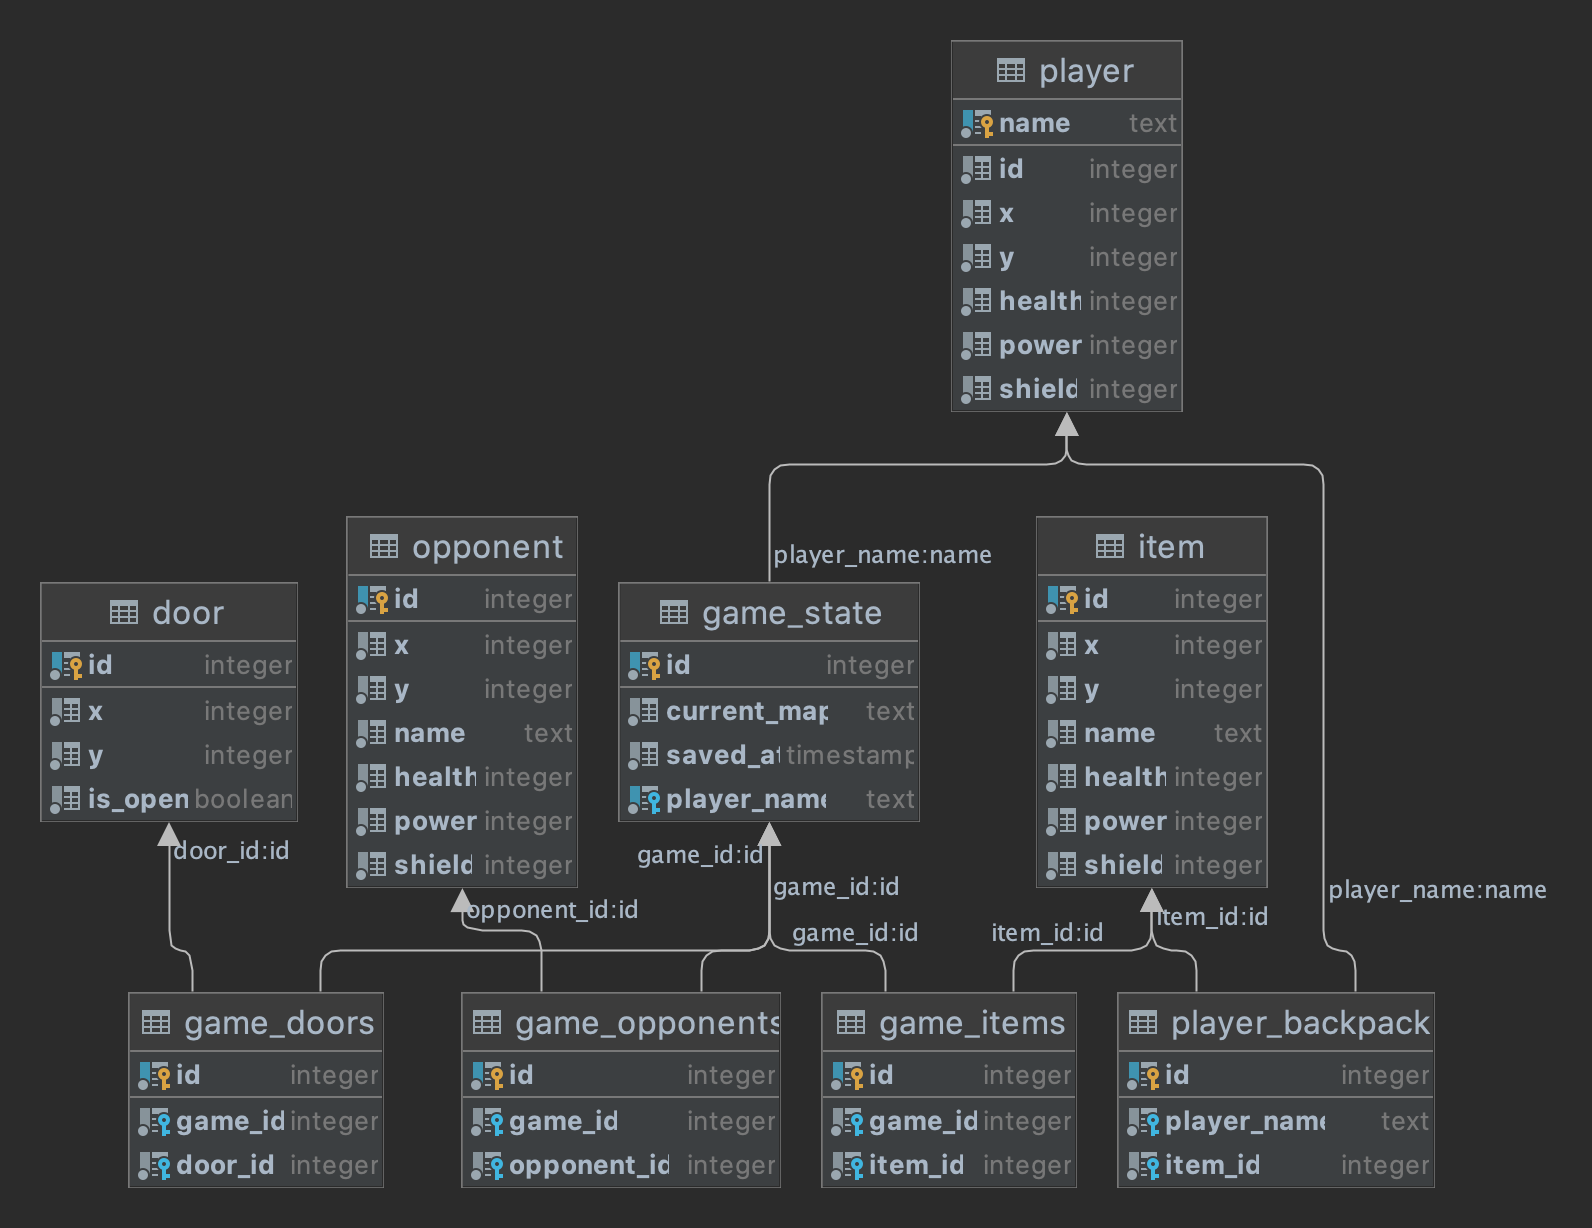 player
name text
id integer
x integer
y integer
health integer
power integer
shield integer
player_name:name
opponent
id integer
x integer
y integer
name text
health integer
power integer
shield integer
item
id integer
x integer
y integer
name text
health integer
power integer
shield integer
door
id integer
x integer
y integer
is_open boolean
game_state
id integer
current_map text
saved_at timestamp
player_name text
door_id:id
game_id:id
game_id:id
player_name:name
opponent_id:id
game_id:id
item_id:id
item_id:id
game_doors
id integer
game_id integer
door_id integer
game_opponents
id integer
game_id integer
opponent_id integer
game_items
id integer
game_id integer
item_id integer
player_backpack
id integer
player_name text
item_id integer